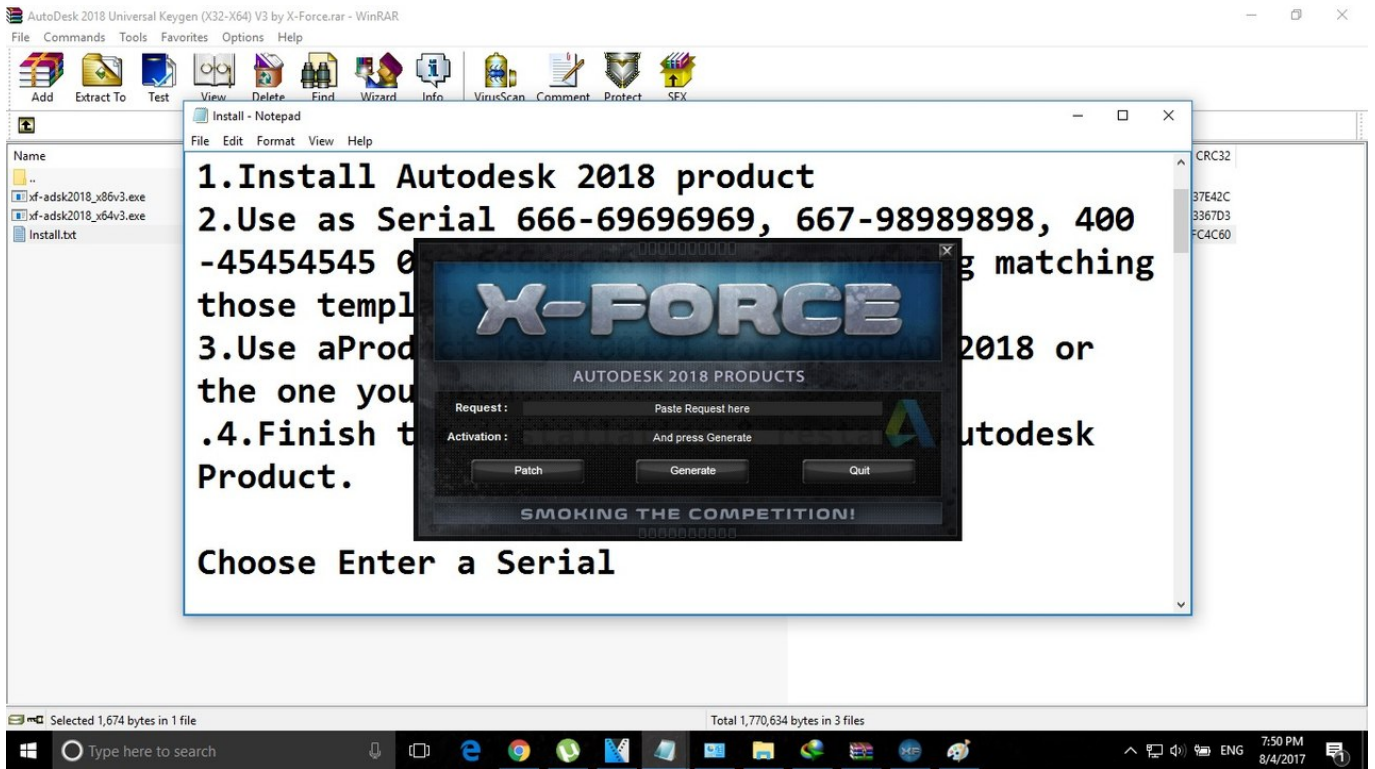 AutoDesk 2018 Universal Keygen (X32-X64) V3 by X-Force.rar - WinRAR
File Commands Tools Favorites Options Help
Add Extract To Test View Delete Find Wizard Info VirusScan Comment Protect SFX
Install - Notepad
File Edit Format View Help
Name
CRC32
..
xf-adsk2018_x86v3.exe
37E42C
xf-adsk2018_x64v3.exe
3367D3
Install.txt
FC4C60
1.Install Autodesk 2018 product
2.Use as Serial 666-69696969, 667-98989898, 400
-45454545 matching
those
3.Use aProd 2018 or
the one you
.4.Finish
Product.
Choose Enter a Serial
X-FORCE
AUTODESK 2018 PRODUCTS
Request : Paste Request here
Activation : And press Generate
Patch Generate Quit
SMOKING THE COMPETITION!
Selected 1,674 bytes in 1 file
Total 1,770,634 bytes in 3 files
Type here to search
ENG
7:50 PM
8/4/2017